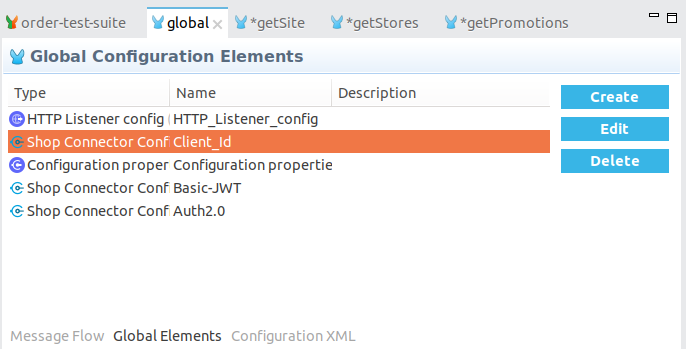 order-test-suite global *getSite *getStores *getPromotions
Global Configuration Elements
Type Name Description
HTTP Listener config HTTP_Listener_config
Shop Connector Conf Client_Id
Configuration proper Configuration propertie
Shop Connector Conf Basic-JWT
Shop Connector Conf Auth2.0
Create
Edit
Delete
Message Flow Global Elements Configuration XML